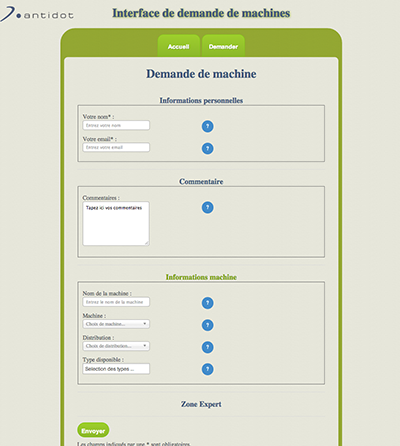 antidot
Interface de demande de machines
Accueil
Demander
Demande de machine
Informations personnelles
Votre nom* :
Entrez votre nom
?
Votre email* :
Entrez votre email
?
Commentaire
Commentaires :
Tapez ici vos commentaires
?
Informations machine
Nom de la machine :
Entrez le nom de la machine
?
Machine :
Choix de machine...
?
Distribution :
Choix de distribution....
?
Type disponible :
Sélection des types ...
?
Zone Expert
Envoyer
Les champs indiqués par une * sont obligatoires.